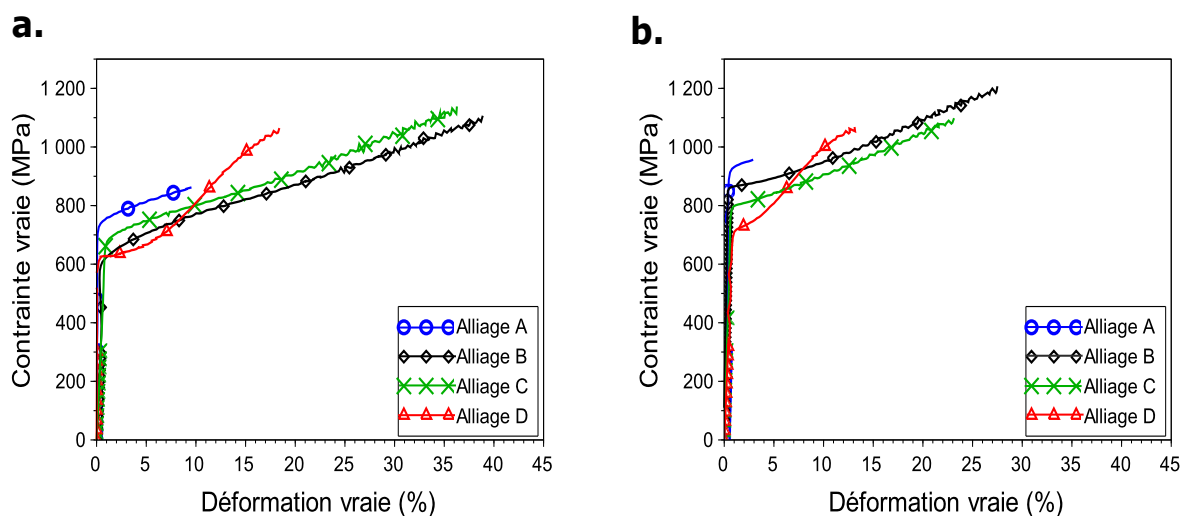 a.
Contrainte vraie (MPa)
1 200
1 000
800
600
400
200
0
Alliage A
Alliage B
Alliage C
Alliage D
0 5 10 15 20 25 30 35 40 45
Déformation vraie (%)
b.
Contrainte vraie (MPa)
1 200
1 000
800
600
400
200
0
Alliage A
Alliage B
Alliage C
Alliage D
0 5 10 15 20 25 30 35 40 45
Déformation vraie (%)